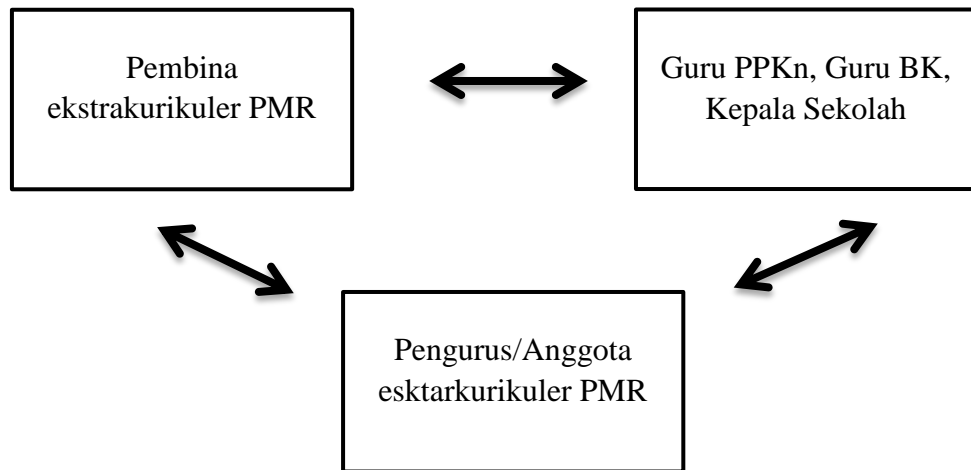 Pembina
ekstrakurikuler PMR
Guru PPKn, Guru BK,
Kepala Sekolah
Pengurus/Anggota
esktarkurikuler PMR